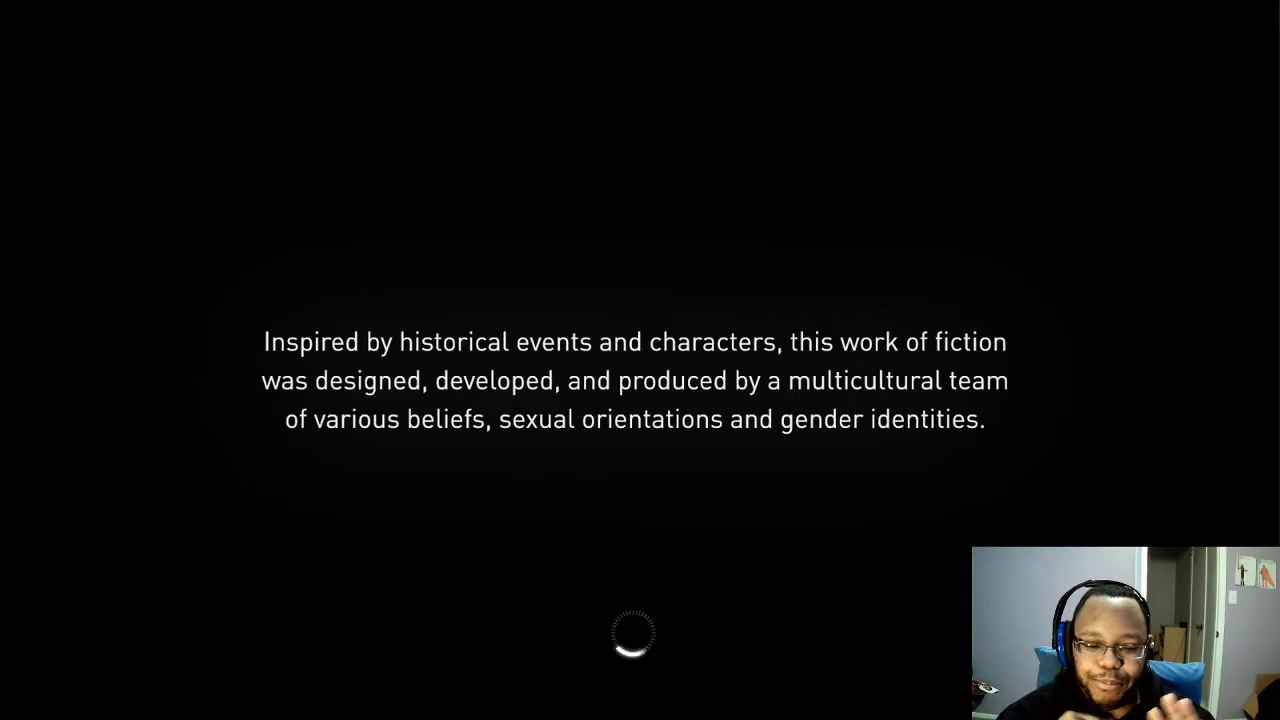 Inspired by historical events and characters, this work of fiction
was designed, developed, and produced by a multicultural team
of various beliefs, sexual orientations and gender identities.